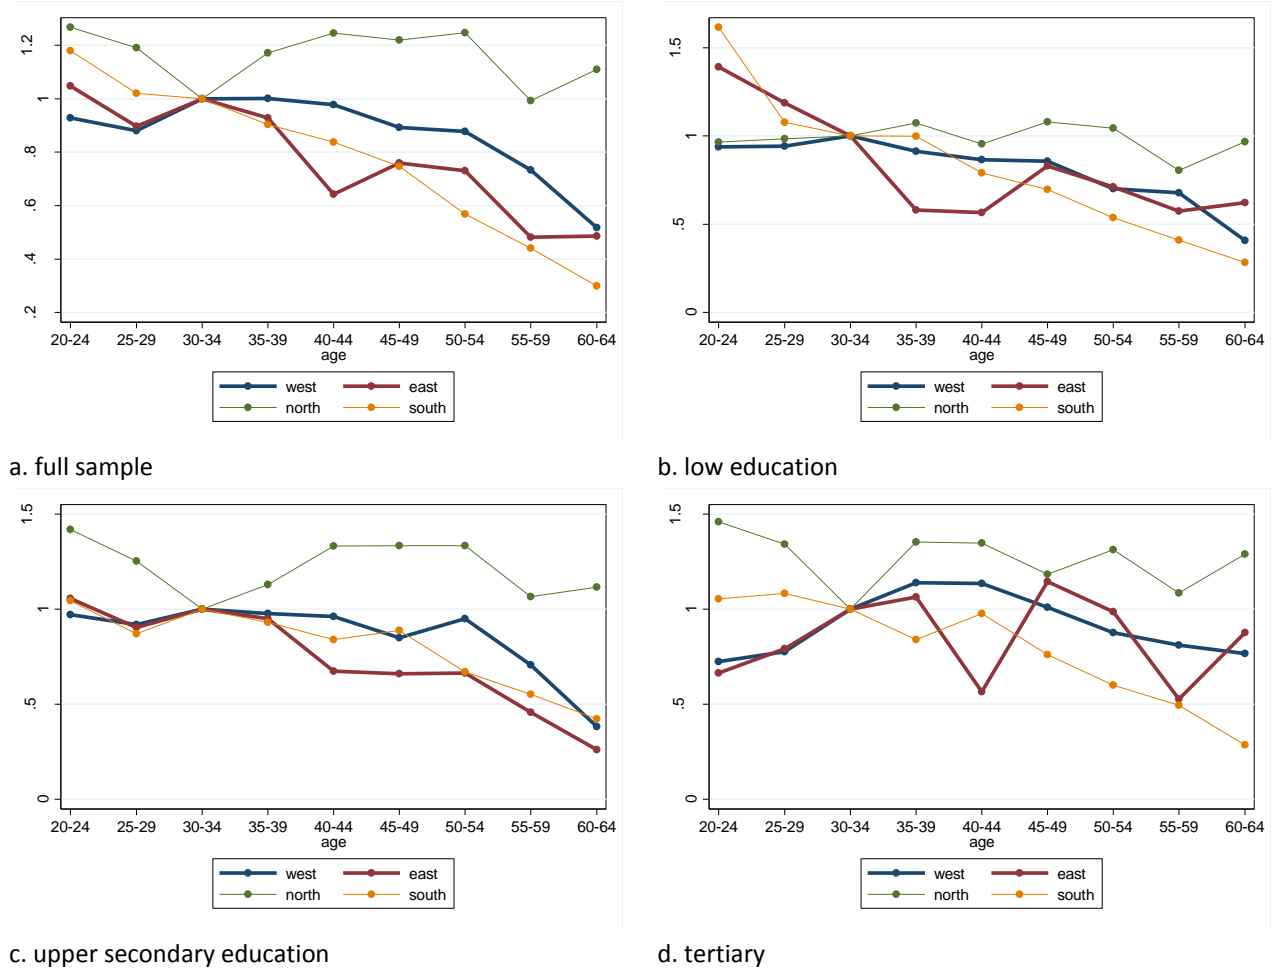 1.2
1
.8
.6
.4
.2
20-24 25-29 30-34 35-39 40-44 45-49 50-54 55-59 60-64
age
west east
north south
a. full sample
1.5
1
.5
0
20-24 25-29 30-34 35-39 40-44 45-49 50-54 55-59 60-64
age
west east
north south
b. low education
1.5
1
.5
0
20-24 25-29 30-34 35-39 40-44 45-49 50-54 55-59 60-64
age
west east
north south
c. upper secondary education
1.5
1
.5
0
20-24 25-29 30-34 35-39 40-44 45-49 50-54 55-59 60-64
age
west east
north south
d. tertiary